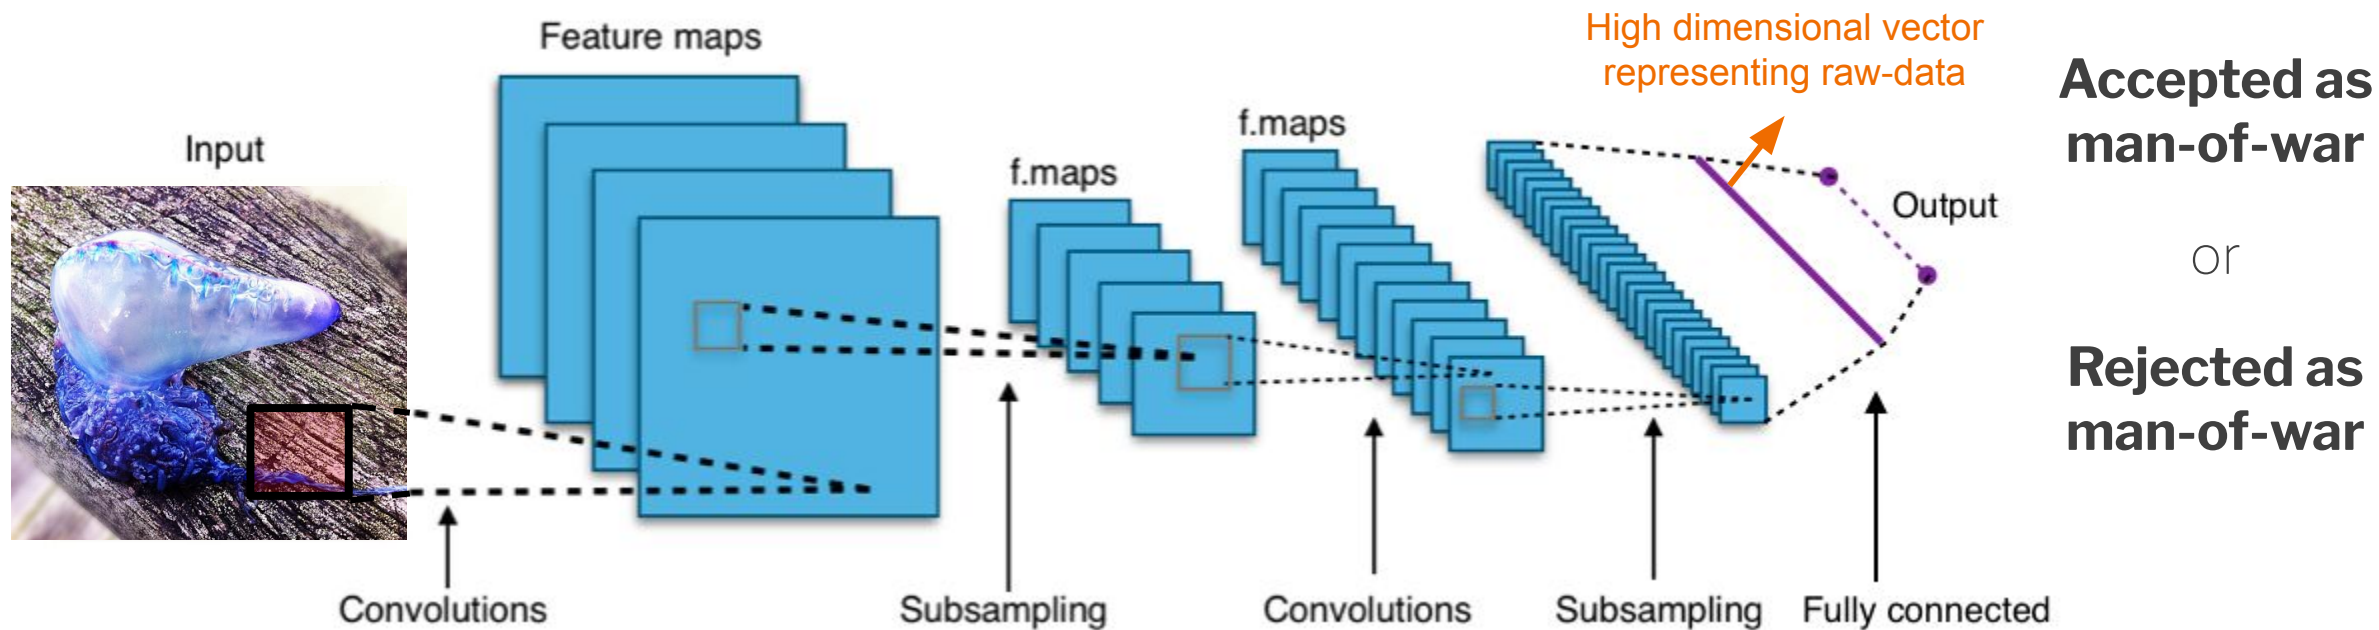 Input
Feature maps
f.maps
f.maps
High dimensional vector
representing raw-data
Output
Accepted as
man-of-war
or
Rejected as
man-of-war
Convolutions
Subsampling
Convolutions
Subsampling
Fully connected